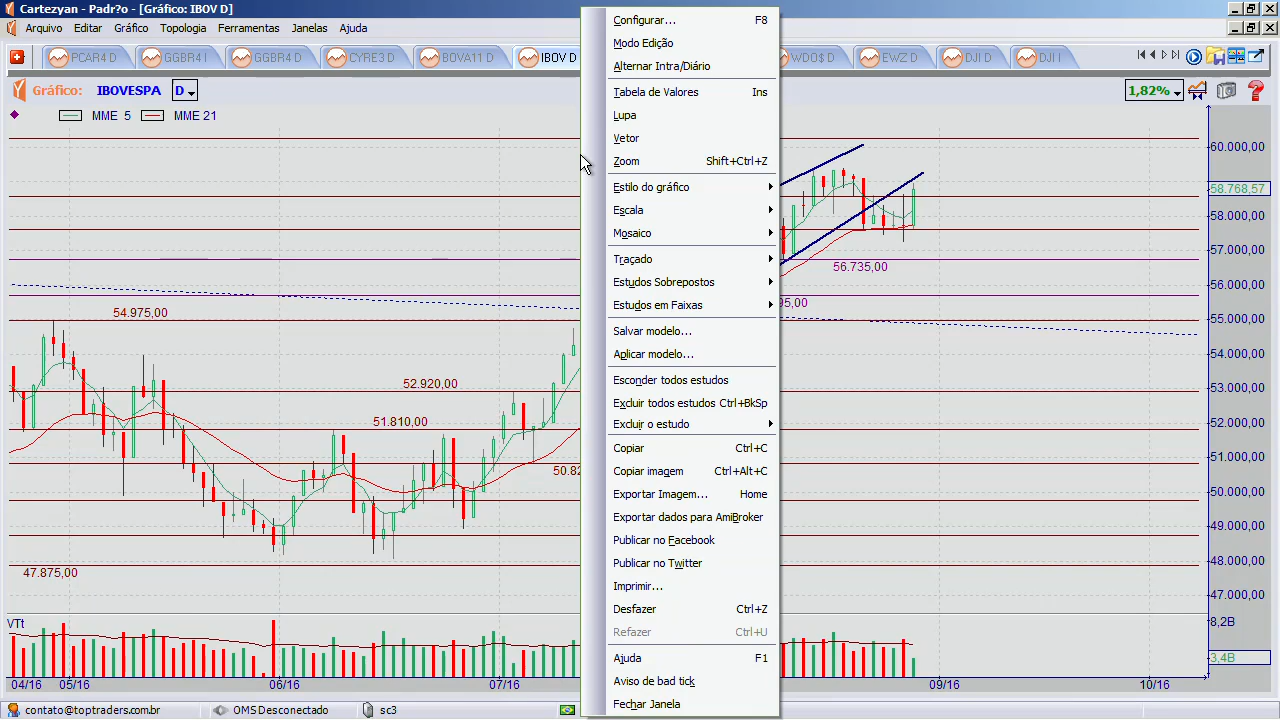 Cartezyan - Padr?o - [Gráfico: IBOV D]
Arquivo Editar Gráfico Topologia Ferramentas Janelas Ajuda
PCAR4 D GGBR4 I GGBR4 D CYRE3 D BOVA11 D IBOV D WDO$ D EWZ D DJI D DJI I
Gráfico: IBOVESPA D 1,82%
MME 5 MME 21
Configurar... F8
Modo Edição
Alternar Intra/Diário
Tabela de Valores Ins
Lupa
Vetor
Zoom Shift+Ctrl+Z
Estilo do gráfico
Escala
Mosaico
Traçado
Estudos Sobrepostos
Estudos em Faixas
Salvar modelo...
Aplicar modelo...
Esconder todos estudos
Excluir todos estudos Ctrl+BkSp
Excluir o estudo
Copiar Ctrl+C
Copiar imagem Ctrl+Alt+C
Exportar Imagem... Home
Exportar dados para AmiBroker
Publicar no Facebook
Publicar no Twitter
Imprimir...
Desfazer Ctrl+Z
Refazer Ctrl+U
Ajuda F1
Aviso de bad tick
Fechar Janela
54.975,00
52.920,00
51.810,00
50.82
47.875,00
56.735,00
95,00
60.000,00
58.768,57
58.000,00
57.000,00
56.000,00
55.000,00
54.000,00
53.000,00
52.000,00
51.000,00
50.000,00
49.000,00
48.000,00
47.000,00
VTt
8,2B
3,4B
04/16 05/16 06/16 07/16 09/16 10/16
contato@toptraders.com.br OMS Desconectado sc3